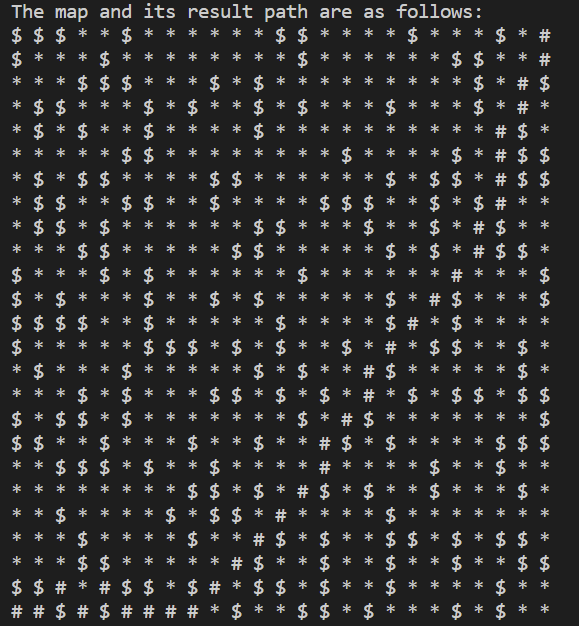 The map and its result path are as follows:
$ $ $ * * $ * * * * * * $ $ * * * * $ * * * $ * #
$ * * * $ * * * * * * * * $ * * * * * * $ $ * * #
* * * $ $ $ * * * $ * $ * * * * * * * * * $ * # $
* $ $ * * * $ * $ * * $ * $ * * * $ * * * $ * # *
* $ * $ * * $ * * * * $ * * * * * * * * * * # $ *
* * * * * $ $ * * * * * * * * $ * * * * $ * # $ $
* $ * $ $ * * * * $ $ * * * * * * $ * $ $ * # $ $
* $ $ * * $ $ * * $ * * * * $ $ $ * * $ * $ # * *
* $ $ * $ * * * * * * $ $ * * * $ * * $ * # $ * *
* * * $ $ * * * * * $ $ * * * * * $ * $ * # $ $ *
$ * * * $ * $ * * * * * * $ * * * * * * # * * * $
$ * $ * * * $ * * $ * $ * * * * * $ * # $ * * * $
$ $ $ $ * * $ * * * * * $ * * * * $ # * $ * * * *
$ * * * * * $ $ $ * $ * $ * * $ * # * $ $ * * $ *
* $ * * * $ * * * * * $ * $ * * # $ * * * * * $ *
* * * $ * $ * * * $ $ * $ * $ * # * $ * $ $ * $ $
$ * $ $ * $ * * * * * * * $ * # $ * * * * * * * $
$ $ * * $ * * * $ * * $ * * # $ * $ * * * * $ $ $
* * $ $ $ * $ * * $ * * * * # * * * * $ * * $ * *
* * * * * * * * $ $ * $ * # $ * $ * * $ * * * $ *
* * $ * * * * $ * $ $ * # * * * * $ * * * * * * *
* * * $ * * * * $ * * # $ * $ * * * $ $ * $ * $ *
* * * $ $ * * * * * # $ * * $ * * $ * * $ * * $ $
$ $ # * # $ $ * $ # * $ $ * $ * * $ * * * * $ * *
# # $ # $ # # # # * $ * * $ $ * $ * * * $ * $ * *